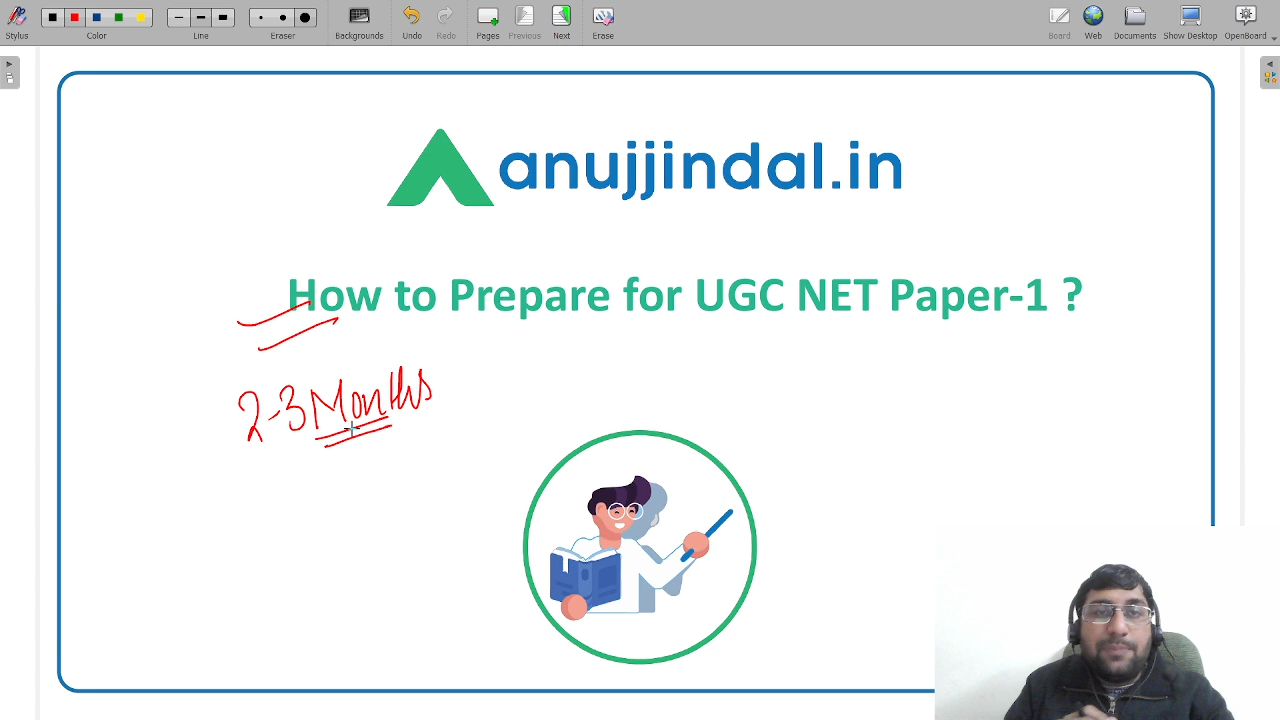 Stylus
Color
Line
Eraser
Backgrounds
Undo
Redo
Pages
Previous
Next
Erase
Board
Web
Documents
Show Desktop
OpenBoard
anujjindal.in
How to Prepare for UGC NET Paper-1 ?
2-3 Months